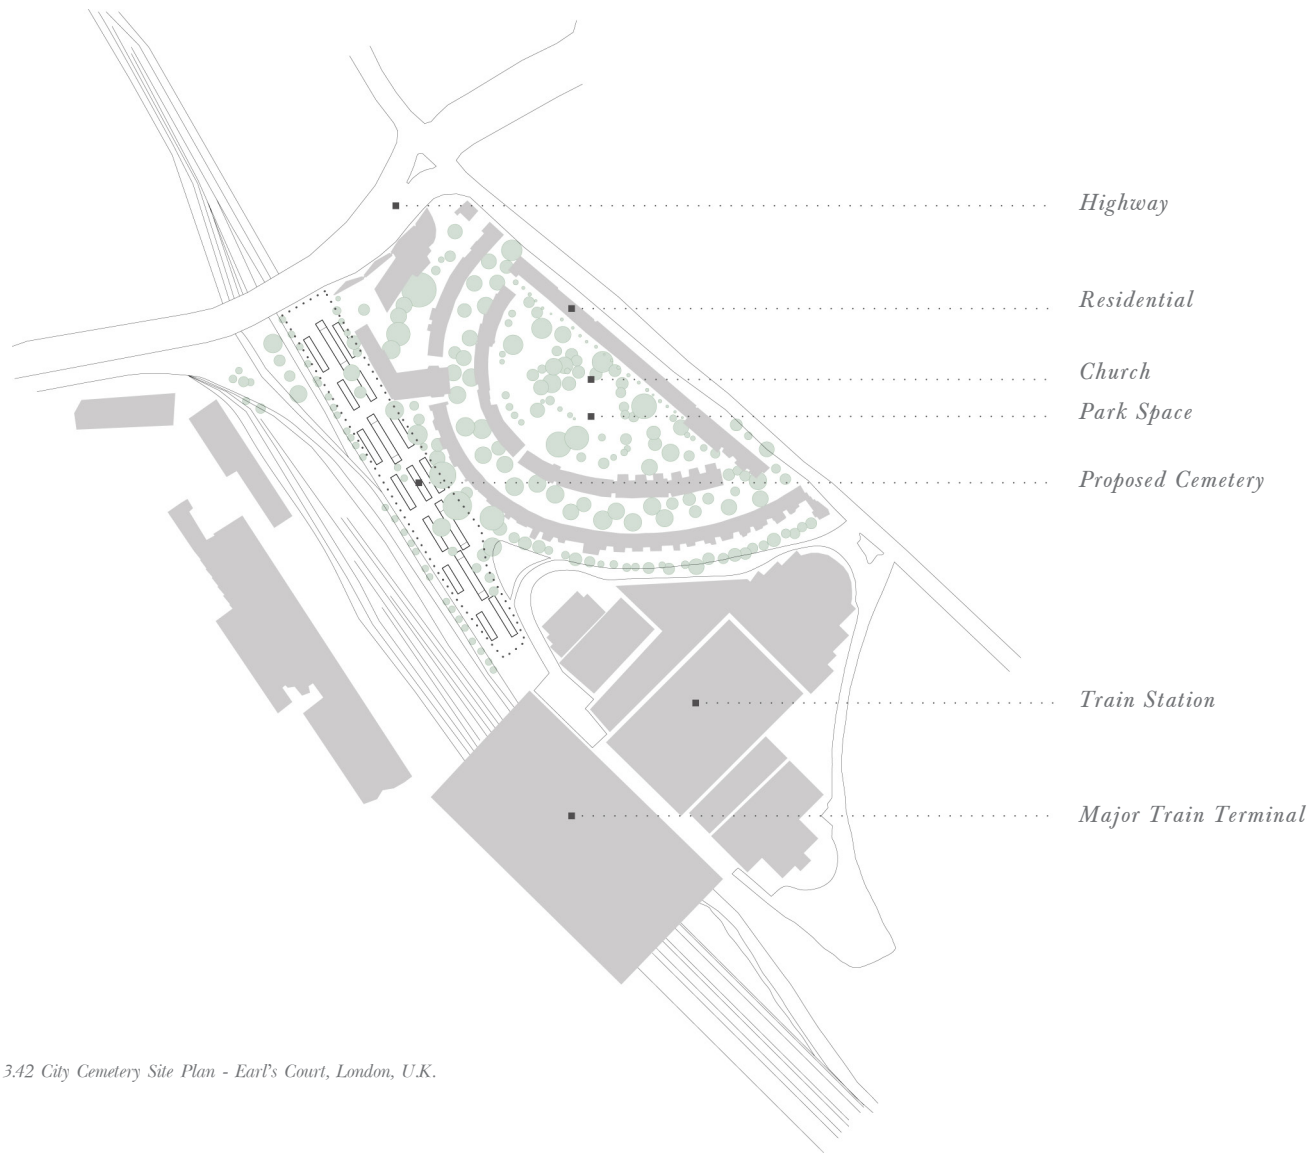 Highway
Residential
Church
Park Space
Proposed Cemetery
Train Station
Major Train Terminal
3.42 City Cemetery Site Plan - Earl's Court, London, U.K.